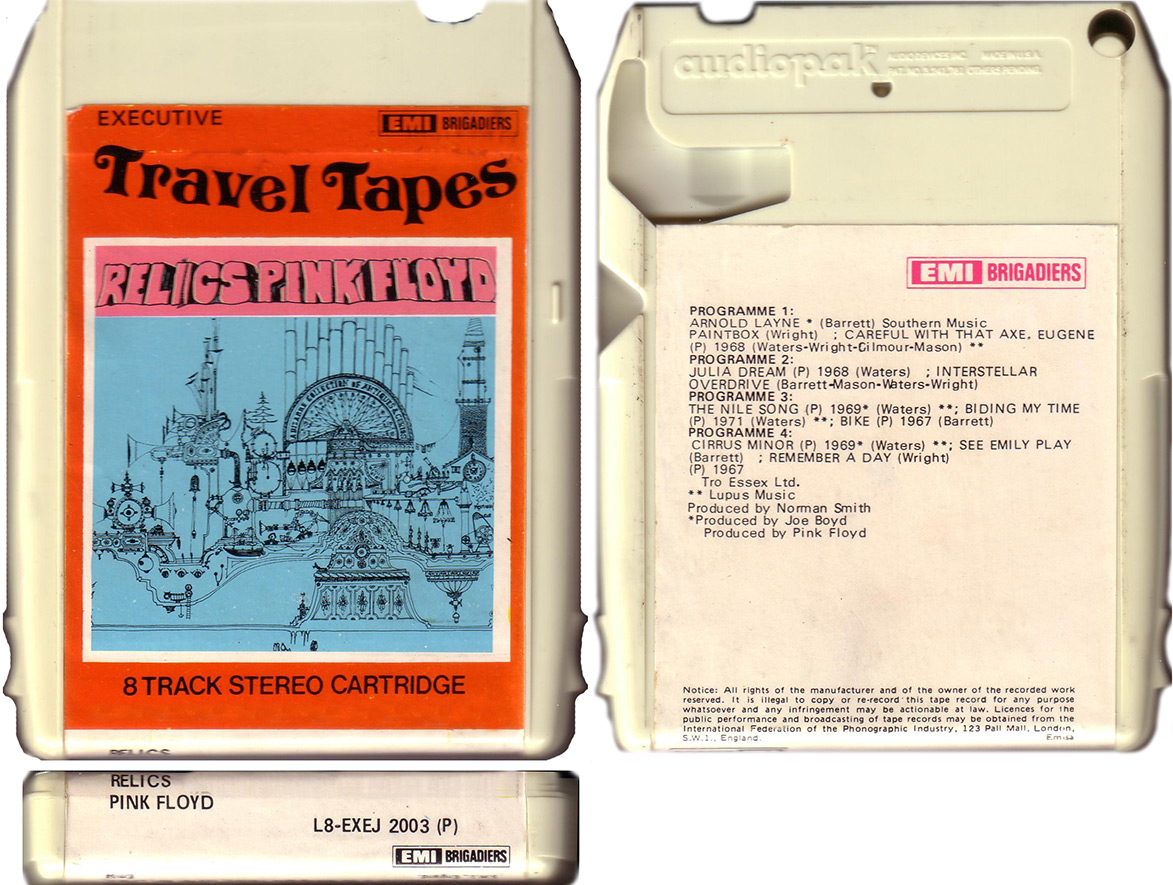 EXECUTIVE
EMI BRIGADIERS
Travel Tapes
RELICS PINK FLOYD
8 TRACK STEREO CARTRIDGE
RELICS
RELICS
PINK FLOYD
L8-EXEJ 2003 (P)
EMI BRIGADIERS
audiopak
AUDIO DEVICES INC. MADE IN U.S.A.
OTHERS PENDING
EMI BRIGADIERS
PROGRAMME 1:
ARNOLD LAYNE * (Barrett) Southern Music
PAINTBOX (Wright) ; CAREFUL WITH THAT AXE, EUGENE
(P) 1968 (Waters-Wright-Gilmour-Mason) **
PROGRAMME 2:
JULIA DREAM (P) 1968 (Waters) ; INTERSTELLAR
OVERDRIVE (Barrett-Mason-Waters-Wright)
PROGRAMME 3:
THE NILE SONG (P) 1969* (Waters) **; BIDING MY TIME
(P) 1971 (Waters) **; BIKE (P) 1967 (Barrett)
PROGRAMME 4:
CIRRUS MINOR (P) 1969* (Waters) **; SEE EMILY PLAY
(Barrett) ; REMEMBER A DAY (Wright)
(P) 1967
Tro Essex Ltd.
** Lupus Music
Produced by Norman Smith
*Produced by Joe Boyd
Produced by Pink Floyd
Notice: All rights of the manufacturer and of the owner of the recorded work
reserved. It is illegal to copy or re-record this tape record for any purpose
whatsoever and any infringement may be actionable at law. Licences for the
public performance and broadcasting of tape records may be obtained from the
International Federation of the Phonographic Industry, 123 Pall Mall, London,
S.W.1., England.